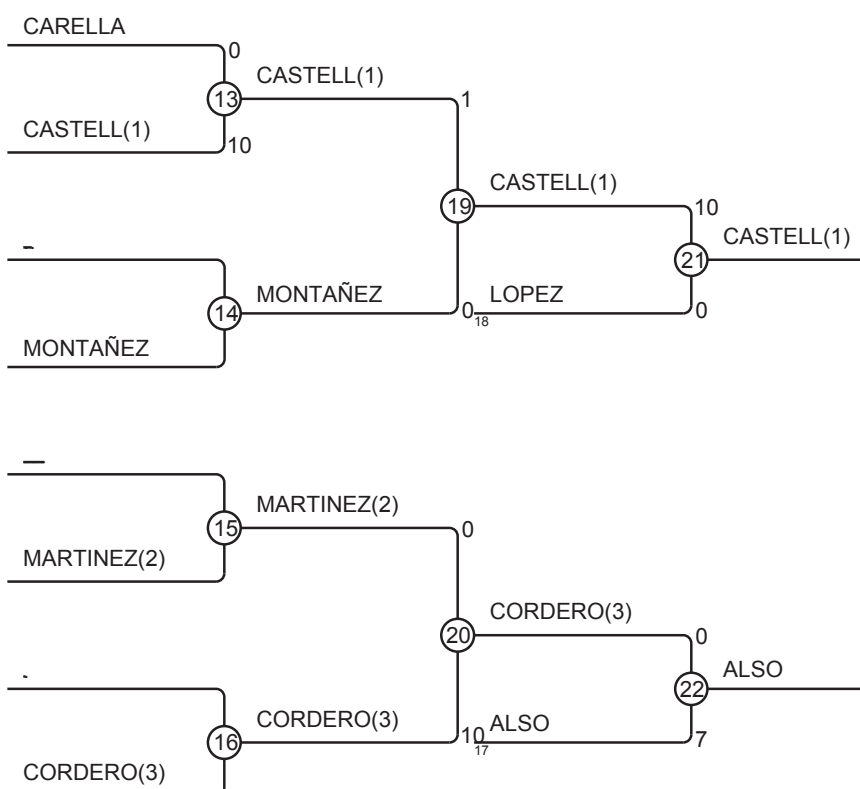 CARELLA
0
CASTELL(1)
13
1
CASTELL(1)
10
CASTELL(1)
19
10
CASTELL(1)
21
MONTAÑEZ
LOPEZ
14
0
18
0
MONTAÑEZ
MARTINEZ(2)
15
0
MARTINEZ(2)
CORDERO(3)
20
0
ALSO
22
CORDERO(3)
ALSO
16
10
17
7
CORDERO(3)